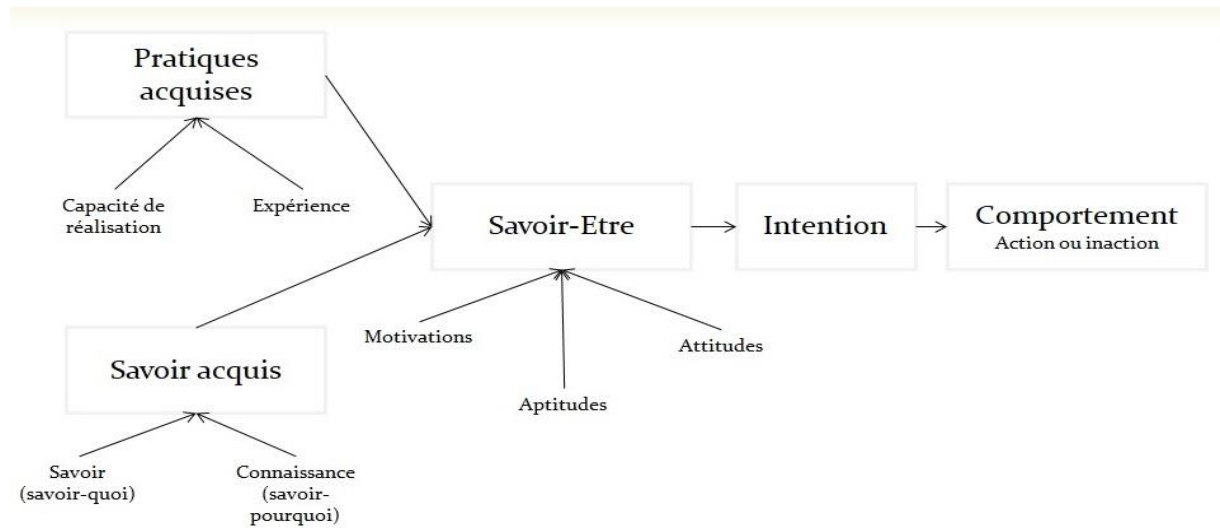 Pratiques
acquises
Capacité de
réalisation
Expérience
Savoir-Etre
Intention
Comportement
Action ou inaction
Motivations
Attitudes
Aptitudes
Savoir acquis
Savoir
(savoir-quoi)
Connaissance
(savoir-
pourquoi)